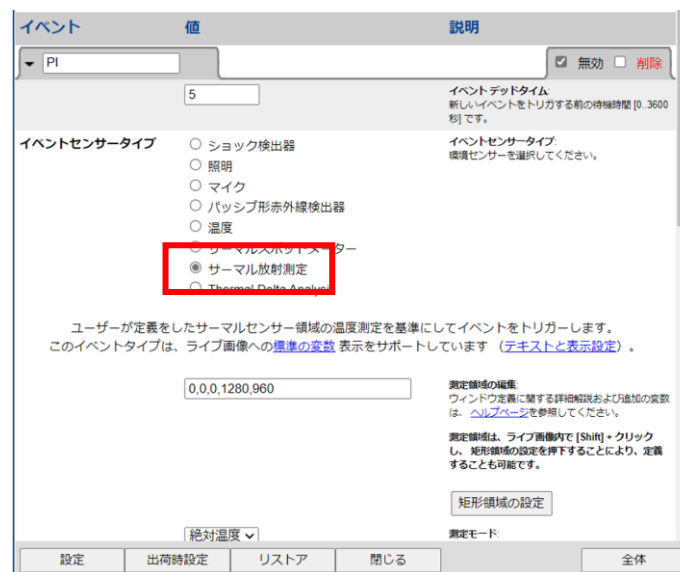 イベント 値 説明
PI 無効 削除
5
イベント デッドタイム:
新しいイベントをトリガする前の待機時間 [0..3600
秒] です。
イベントセンサータイプ
ショック検出器
照明
マイク
パッシブ形赤外線検出器
温度
サーマルスポットメーター
サーマル放射測定
Thermal Delta Analysi
イベントセンサータイプ:
環境センサーを選択してください。
ユーザーが定義をしたサーマルセンサー領域の温度測定を基準にしてイベントをトリガーします。
このイベントタイプは、ライブ画像への標準の変数 表示をサポートしています (テキストと表示設定)。
0,0,0,1280,960
測定領域の編集:
ウィンドウ定義に関する詳細解説および追加の変数
は、 ヘルプページを参照してください。
測定領域は、ライブ画像内で [Shift] + クリック
し、 矩形領域の設定を押下することにより、定義
することも可能です。
矩形領域の設定
絶対温度
測定モード:
設定 出荷時設定 リストア 閉じる 全体